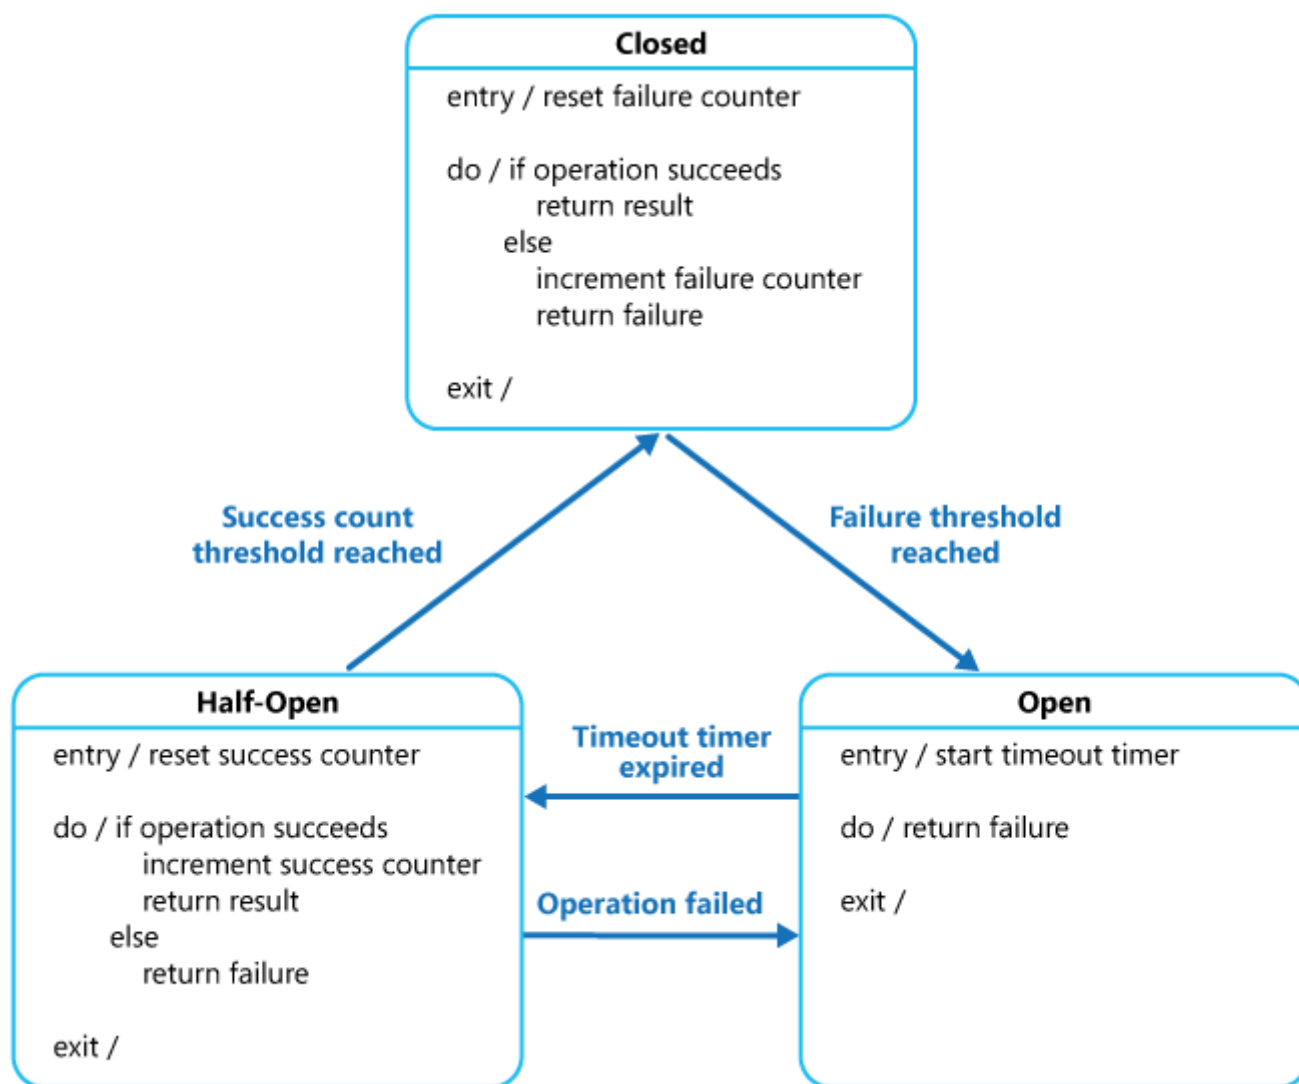 Closed
entry / reset failure counter
do / if operation succeeds
return result
else
increment failure counter
return failure
exit /
Success count
threshold reached
Failure threshold
reached
Half-Open
entry / reset success counter
do / if operation succeeds
increment success counter
return result
else
return failure
exit /
Timeout timer
expired
Operation failed
Open
entry / start timeout timer
do / return failure
exit /